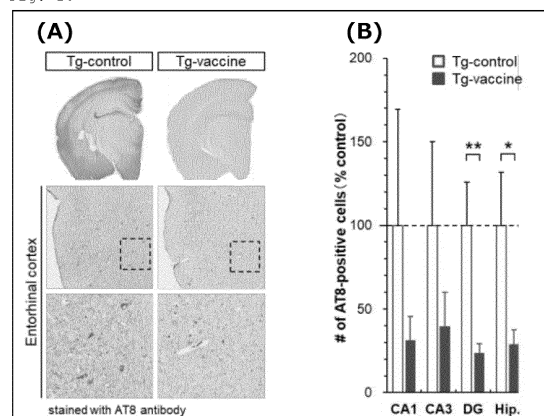 (A)
Tg-control Tg-vaccine
Entorhinal cortex
stained with AT8 antibody
(B)
Tg-control
Tg-vaccine
# of AT8-positive cells (% control)
200
150
100
50
0
**
*
CA1 CA3 DG Hip.